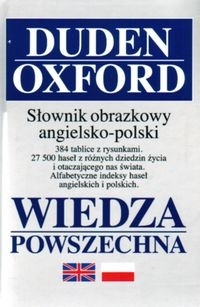 DUDEN
OXFORD
Słownik obrazkowy
angielsko-polski
384 tablice z rysunkami.
27 500 haseł z różnych dziedzin życia
i otaczającego nas świata.
Alfabetyczne indeksy haseł
angielskich i polskich.
WIEDZA
POWSZECHNA